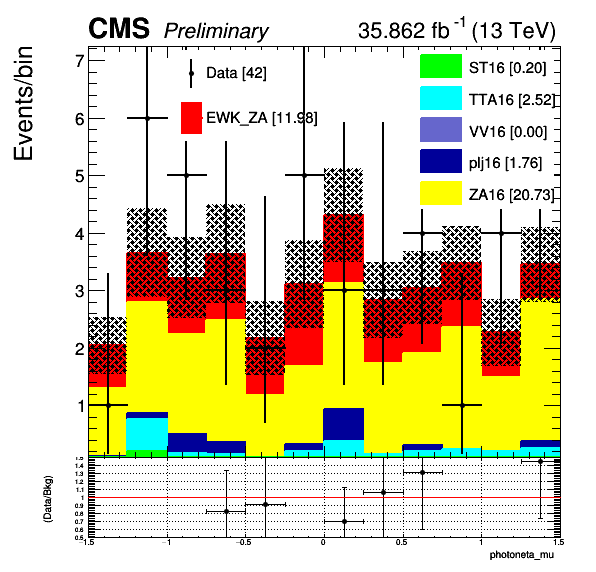 CMS Preliminary 35.862 fb⁻¹ (13 TeV)
Events/bin
7
6
5
4
3
2
1
Data [42]
EWK_ZA [11.98]
ST16 [0.20]
TTA16 [2.52]
VV16 [0.00]
plj16 [1.76]
ZA16 [20.73]
(Data/Bkg)
1.5
1.4
1.3
1.2
1.1
1
0.9
0.8
0.7
0.6
0.5
-1.5 -1 -0.5 0 0.5 1 1.5
photoneta_mu